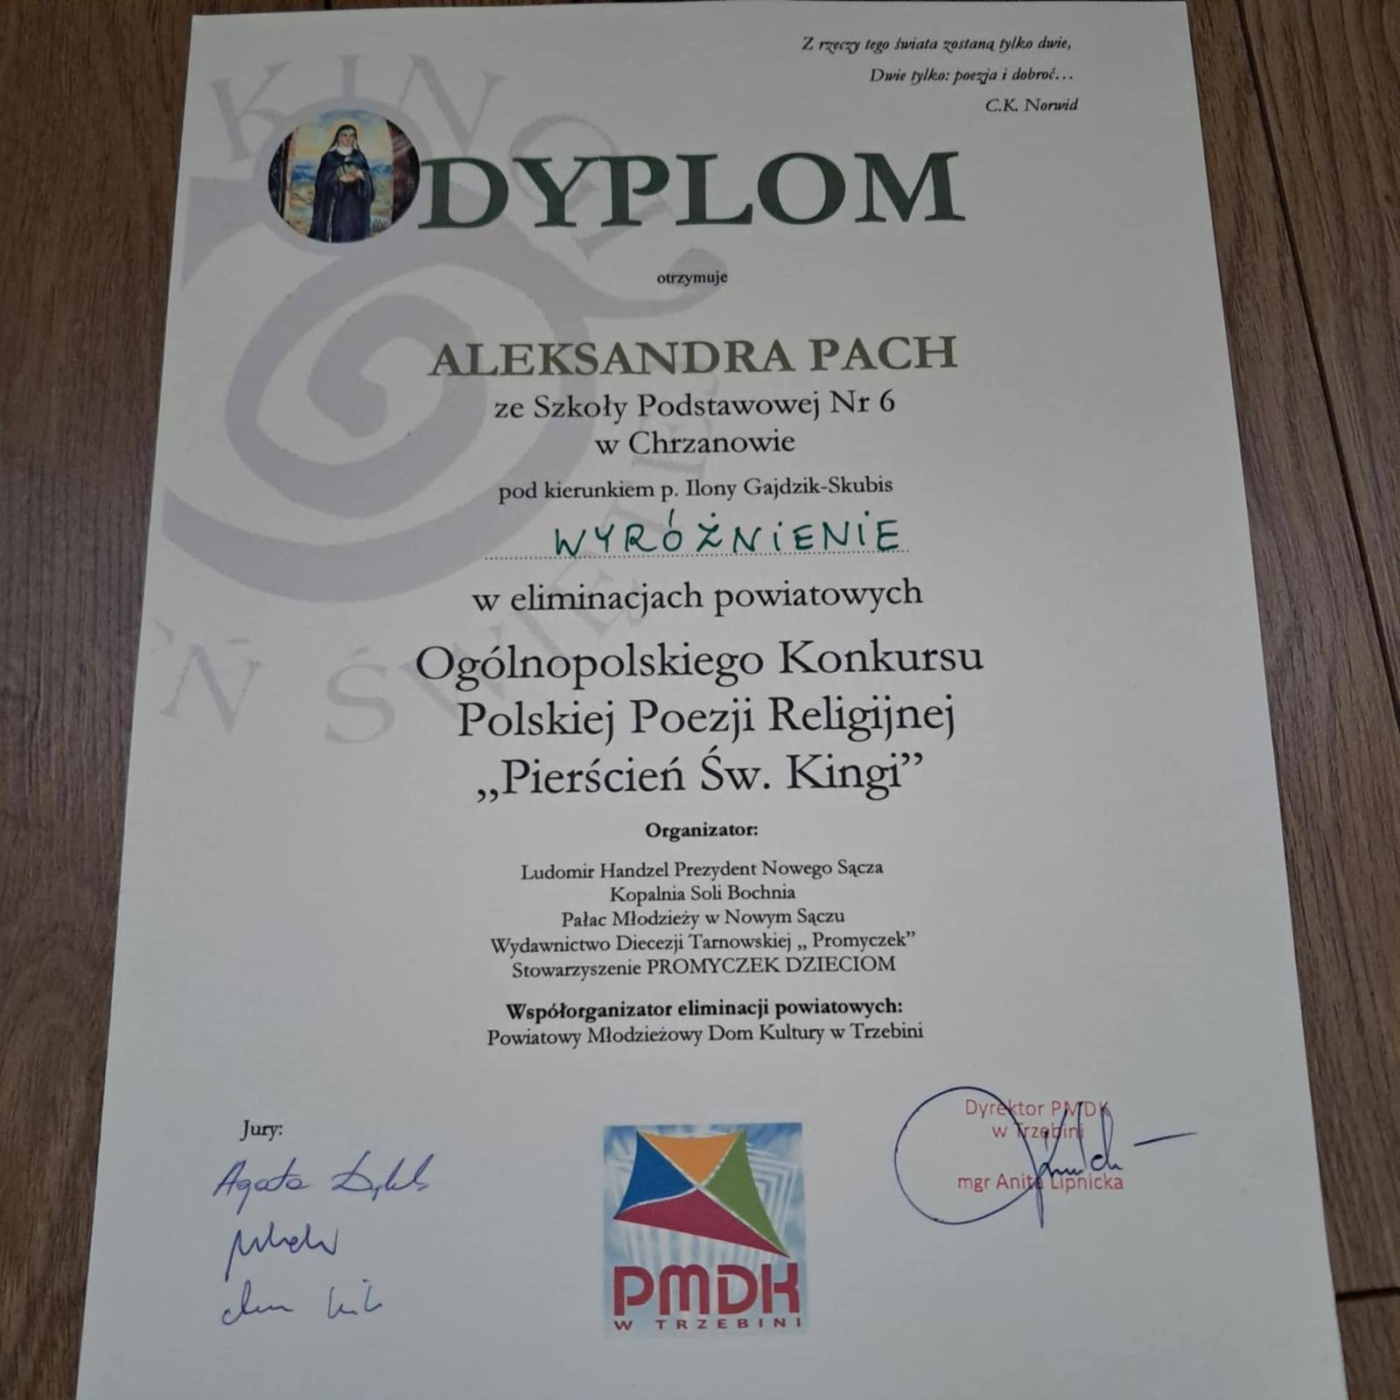 Z rzeczy tego świata zostaną tylko dwie,
Dwie tylko: poezja i dobroć...
C.K. Norwid
KINGI
DYPLOM
otrzymuje
ALEKSANDRA PACH
ze Szkoły Podstawowej Nr 6
w Chrzanowie
pod kierunkiem p. Ilony Gajdzik-Skubis
WYRÓŻNIENIE
w eliminacjach powiatowych
Ogólnopolskiego Konkursu
Polskiej Poezji Religijnej
„Pierścień Św. Kingi”
Organizator:
Ludomir Handzel Prezydent Nowego Sącza
Kopalnia Soli Bochnia
Pałac Młodzieży w Nowym Sączu
Wydawnictwo Diecezji Tarnowskiej „ Promyczek”
Stowarzyszenie PROMYCZEK DZIECIOM
Współorganizator eliminacji powiatowych:
Powiatowy Młodzieżowy Dom Kultury w Trzebini
Jury:
Agata
Dyrektor PMDK
w Trzebini
mgr Anita Lipnicka
PMDK
W TRZEBINI